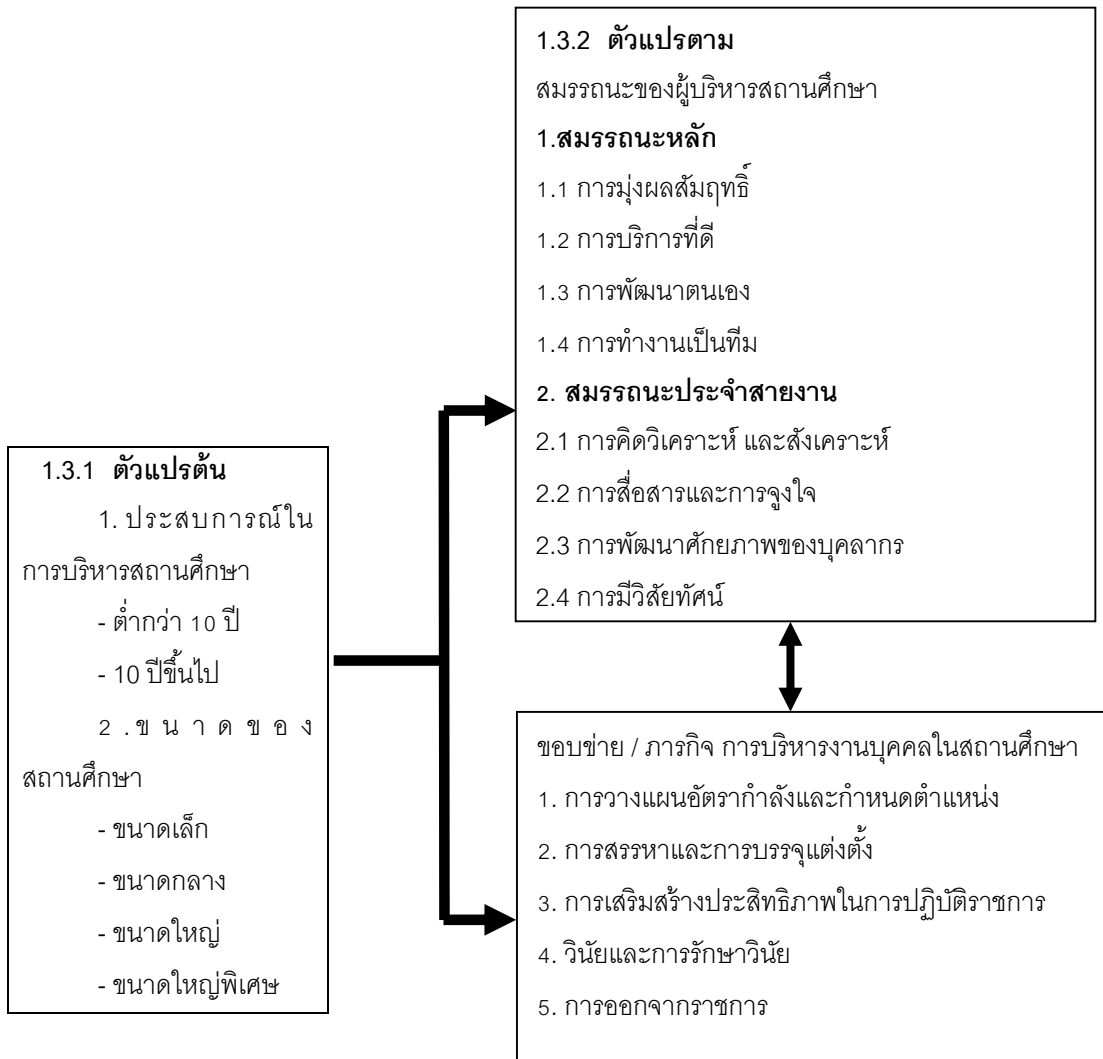 1.3.2 ตัวแปรตาม
สมรรถนะของผู้บริหารสถานศึกษา
1.สมรรถนะหลัก
1.1 การมุ่งผลสัมฤทธิ์
1.2 การบริการที่ดี
1.3 การพัฒนาตนเอง
1.4 การทำงานเป็นทีม
2. สมรรถนะประจำสายงาน
2.1 การคิดวิเคราะห์ และสังเคราะห์
2.2 การสื่อสารและการจูงใจ
2.3 การพัฒนาศักยภาพของบุคลากร
2.4 การมีวิสัยทัศน์
1.3.1 ตัวแปรต้น
1. ประสบการณ์ใน
การบริหารสถานศึกษา
- ต่ำกว่า 10 ปี
- 10 ปีขึ้นไป
2 .ขนาดของ
สถานศึกษา
- ขนาดเล็ก
- ขนาดกลาง
- ขนาดใหญ่
- ขนาดใหญ่พิเศษ
ขอบข่าย / ภารกิจ การบริหารงานบุคคลในสถานศึกษา
1. การวางแผนอัตรากำลังและกำหนดตำแหน่ง
2. การสรรหาและการบรรจุแต่งตั้ง
3. การเสริมสร้างประสิทธิภาพในการปฏิบัติราชการ
4. วินัยและการรักษาวินัย
5. การออกจากราชการ